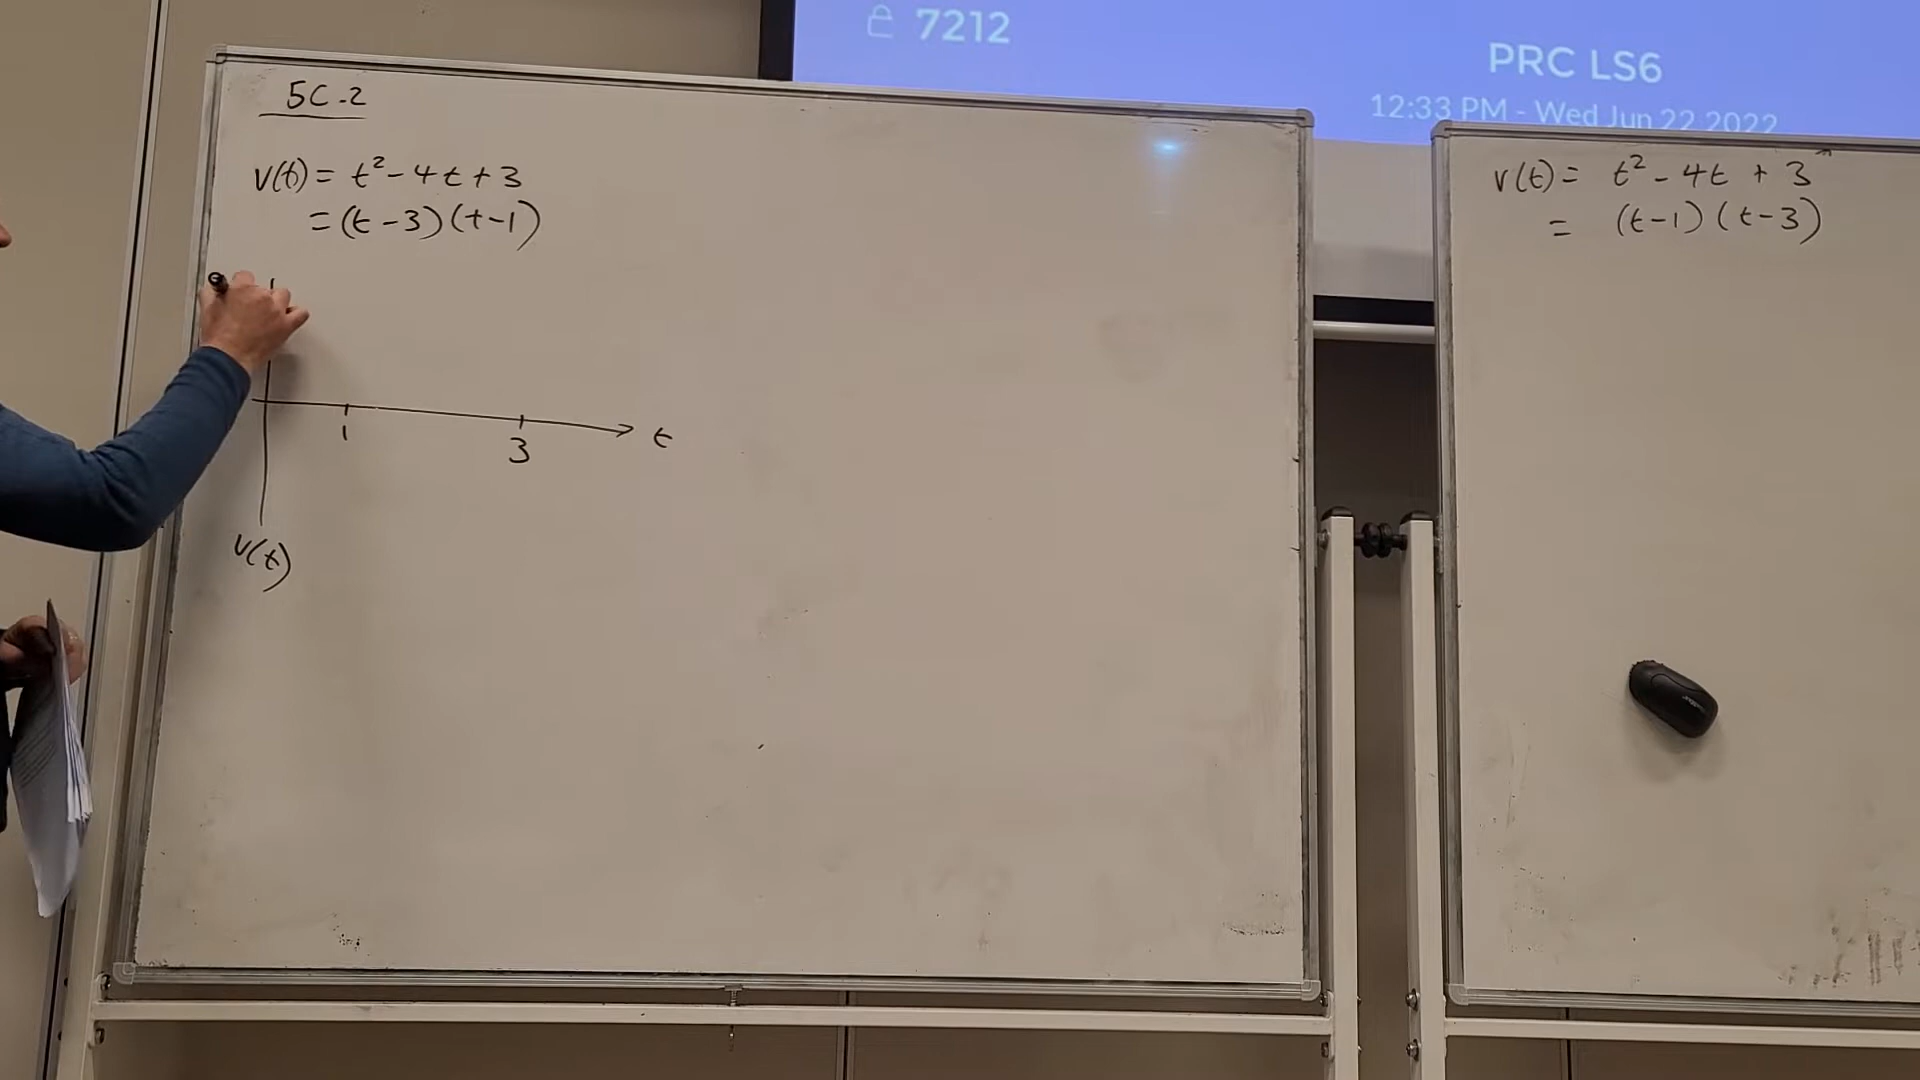 7212
PRC LS6
12:33 PM - Wed Jun 22 2022
5C.2
v(t) = t² - 4t + 3
= (t - 3)(t - 1)
1
3
t
v(t)
v(t) = t² - 4t + 3
= (t - 1)(t - 3)